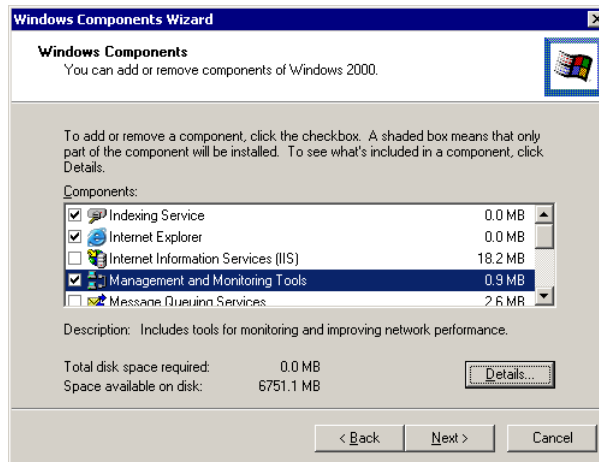 Windows Components Wizard
Windows Components
You can add or remove components of Windows 2000.
To add or remove a component, click the checkbox. A shaded box means that only
part of the component will be installed. To see what's included in a component, click
Details.
Components:
Indexing Service 0.0 MB
Internet Explorer 0.0 MB
Internet Information Services (IIS) 18.2 MB
Management and Monitoring Tools 0.9 MB
Message Queuing Services 2.6 MB
Description: Includes tools for monitoring and improving network performance.
Total disk space required: 0.0 MB
Space available on disk: 6751.1 MB
Details...
< Back Next > Cancel